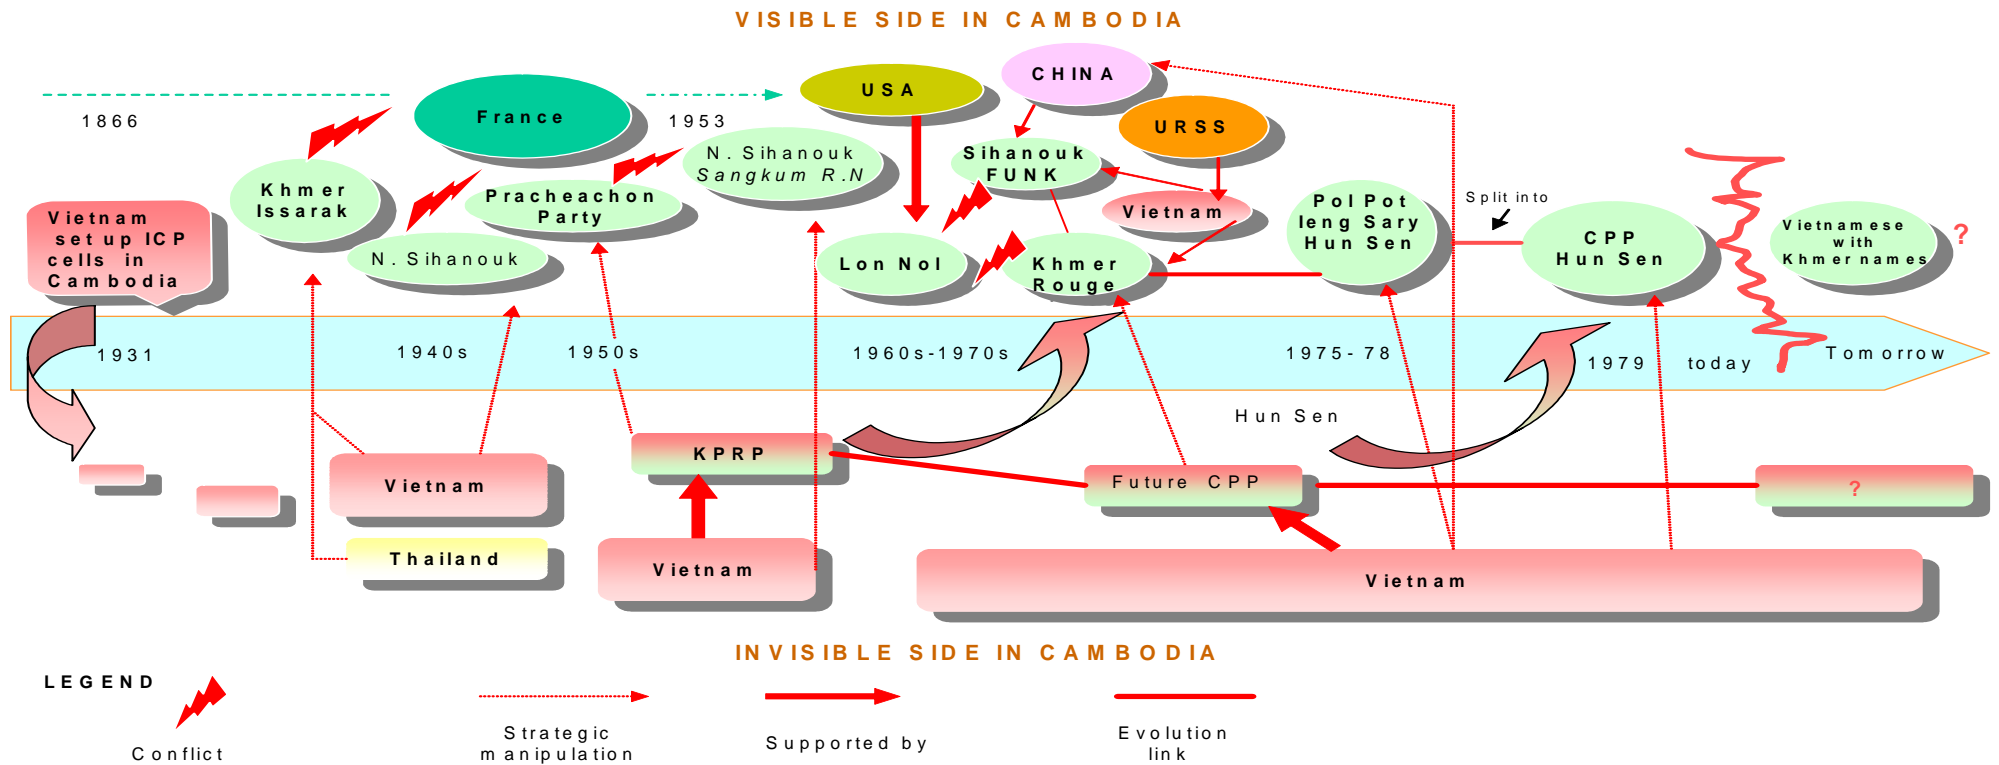 VISIBLE SIDE IN CAMBODIA
1866
France
1953
USA
CHINA
URSS
Khmer
Issarak
N. Sihanouk
Pracheachon
Party
N. Sihanouk
Sangkum R.N
Sihanouk
FUNK
Vietnam
Lon Nol
Khmer
Rouge
Pol Pot
Ieng Sary
Hun Sen
Split into
CPP
Hun Sen
Vietnamese
with
Khmer names
?
Vietnam
set up ICP
cells in
Cambodia
1931
1940s
1950s
1960s-1970s
1975-78
1979
today
Tomorrow
Hun Sen
KPRP
Future CPP
?
Vietnam
Thailand
Vietnam
Vietnam
INVISIBLE SIDE IN CAMBODIA
LEGEND
Conflict
Strategic
manipulation
Supported by
Evolution
link